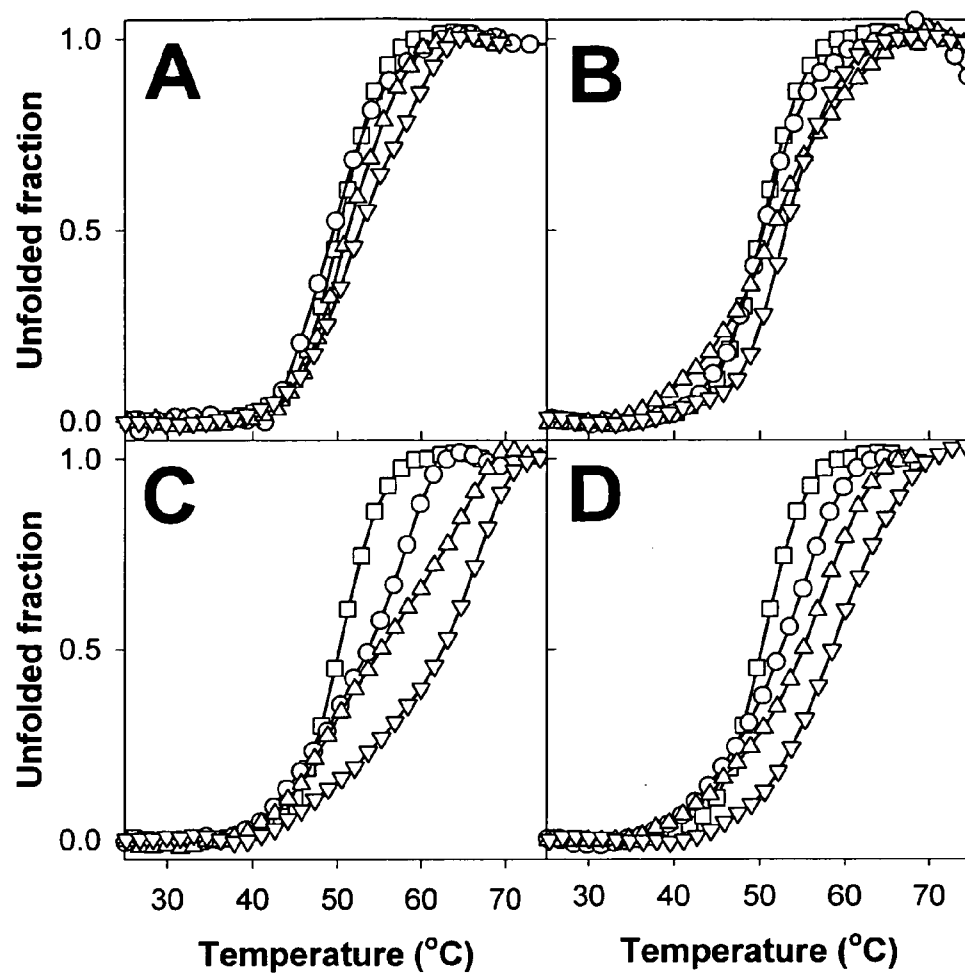 A
B
1.0
0.5
0.0
Unfolded fraction
C
D
1.0
0.5
0.0
Unfolded fraction
30 40 50 60 70 30 40 50 60 70
Temperature (°C) Temperature (°C)